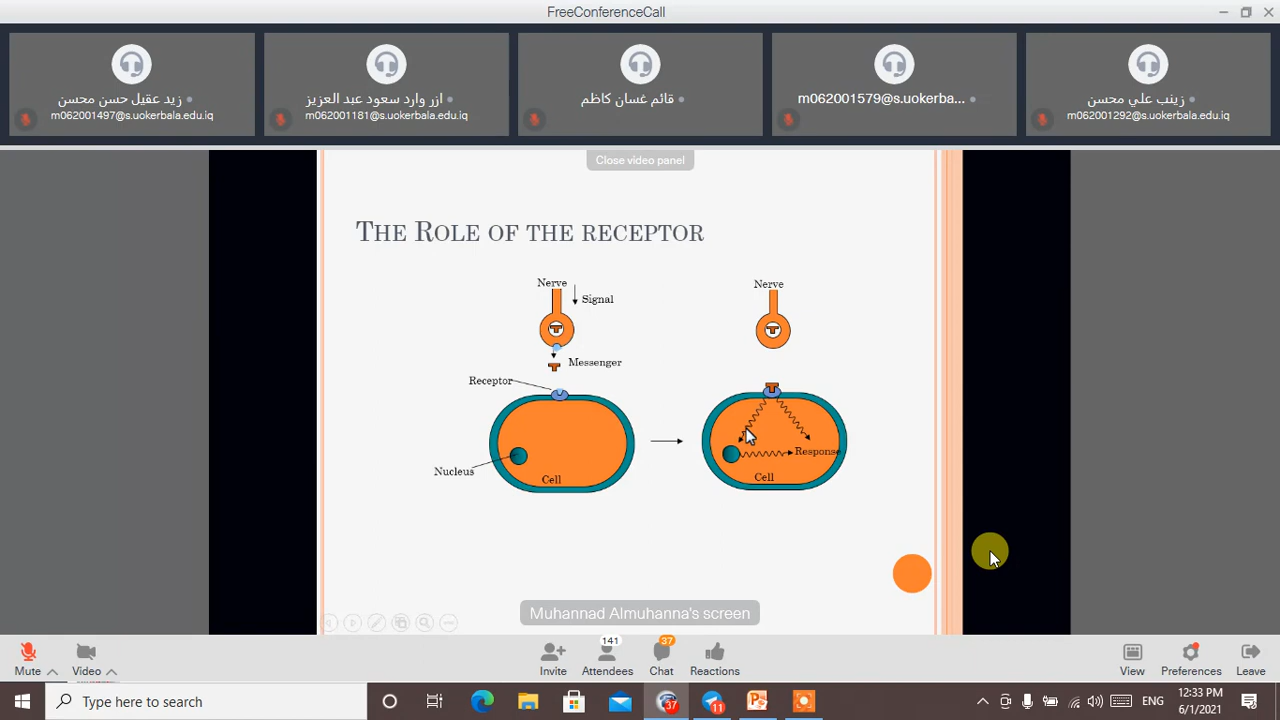 FreeConferenceCall
زيد عقيل حسن محسن
m062001497@s.uokerbala.edu.iq
ازر وارد سعود عبد العزيز
m062001181@s.uokerbala.edu.iq
قائم غسان كاظم
m062001579@s.uokerba...
زينب علي محسن
m062001292@s.uokerbala.edu.iq
Close video panel
THE ROLE OF THE RECEPTOR
Nerve
Signal
Messenger
Receptor
Nucleus
Cell
Nerve
Response
Cell
Muhannad Almuhanna's screen
Mute
Video
Invite
141
Attendees
37
Chat
Reactions
View
Preferences
Leave
Type here to search
37
11
ENG
12:33 PM
6/1/2021